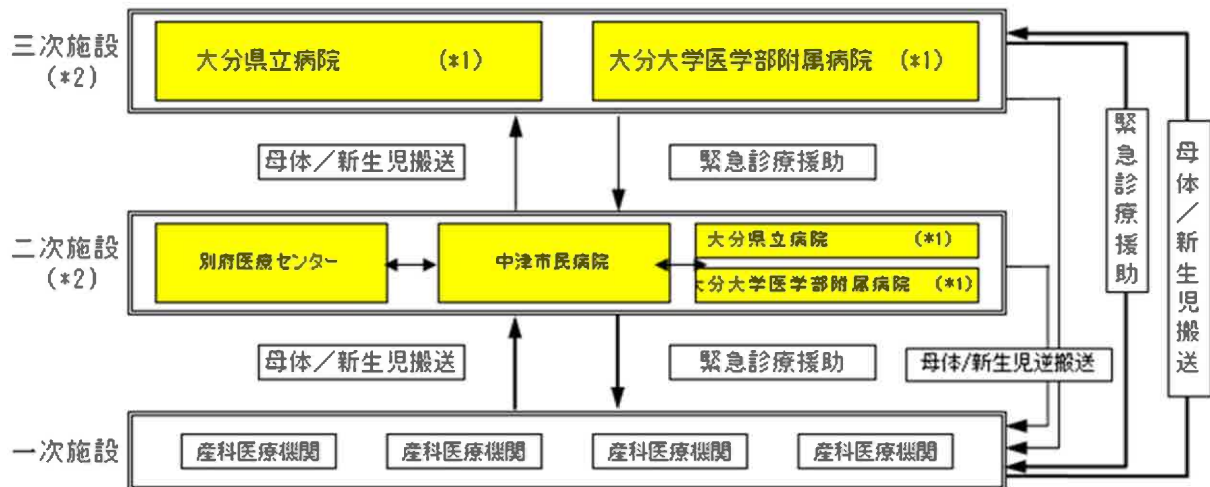 三次施設
(*2)
大分県立病院 (*1)
大分大学医学部附属病院 (*1)
母体/新生児搬送
緊急診療援助
二次施設
(*2)
別府医療センター
中津市民病院
大分県立病院 (*1)
大分大学医学部附属病院 (*1)
母体/新生児搬送
緊急診療援助
母体/新生児逆搬送
一次施設
産科医療機関
産科医療機関
産科医療機関
産科医療機関
緊急診療援助
母体/新生児搬送